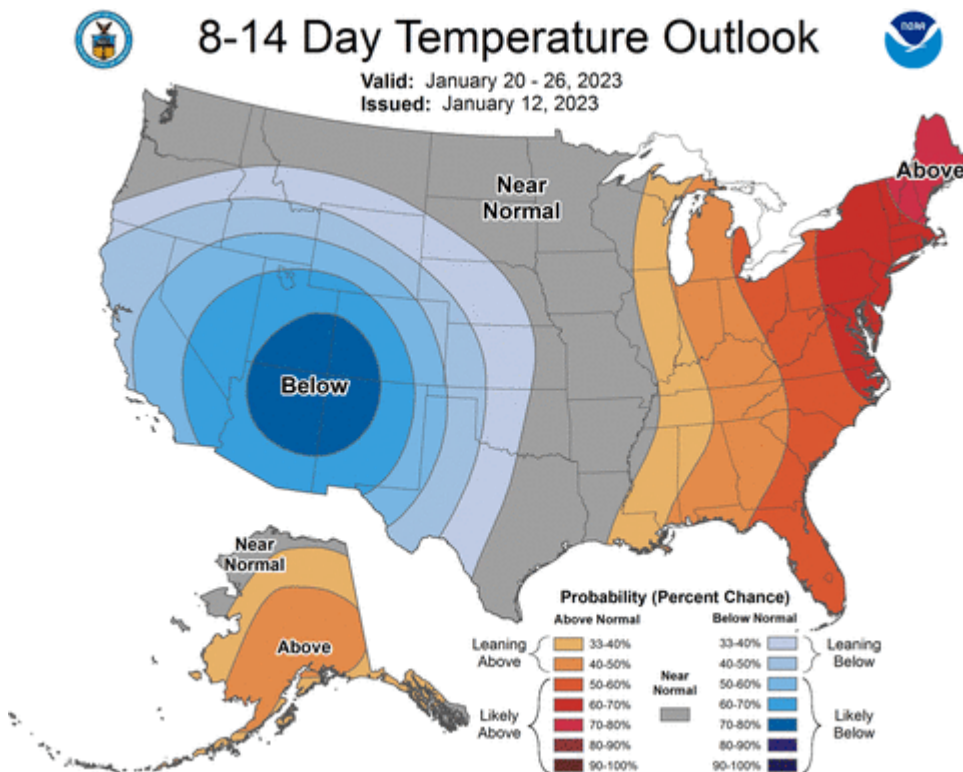 8-14 Day Temperature Outlook
Valid: January 20 - 26, 2023
Issued: January 12, 2023
NOAA
Above
Near
Normal
Below
Near
Normal
Above
Probability (Percent Chance)
Above Normal
Below Normal
Leaning
Above
33-40%
40-50%
Likely
Above
50-60%
60-70%
70-80%
80-90%
90-100%
Near
Normal
33-40%
40-50%
Leaning
Below
50-60%
60-70%
70-80%
80-90%
90-100%
Likely
Below